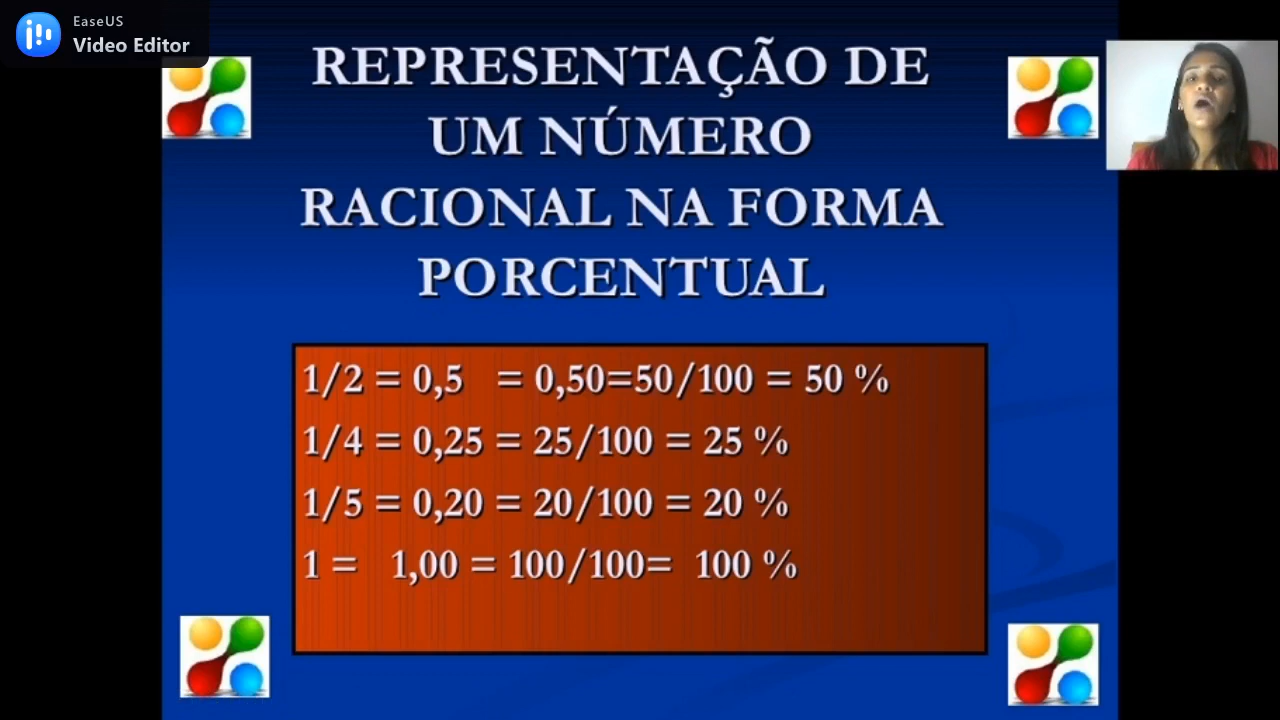 EaseUS
Video Editor
REPRESENTAÇÃO DE
UM NÚMERO
RACIONAL NA FORMA
PORCENTUAL
1/2 = 0,5 = 0,50=50/100 = 50 %
1/4 = 0,25 = 25/100 = 25 %
1/5 = 0,20 = 20/100 = 20 %
1 = 1,00 = 100/100= 100 %